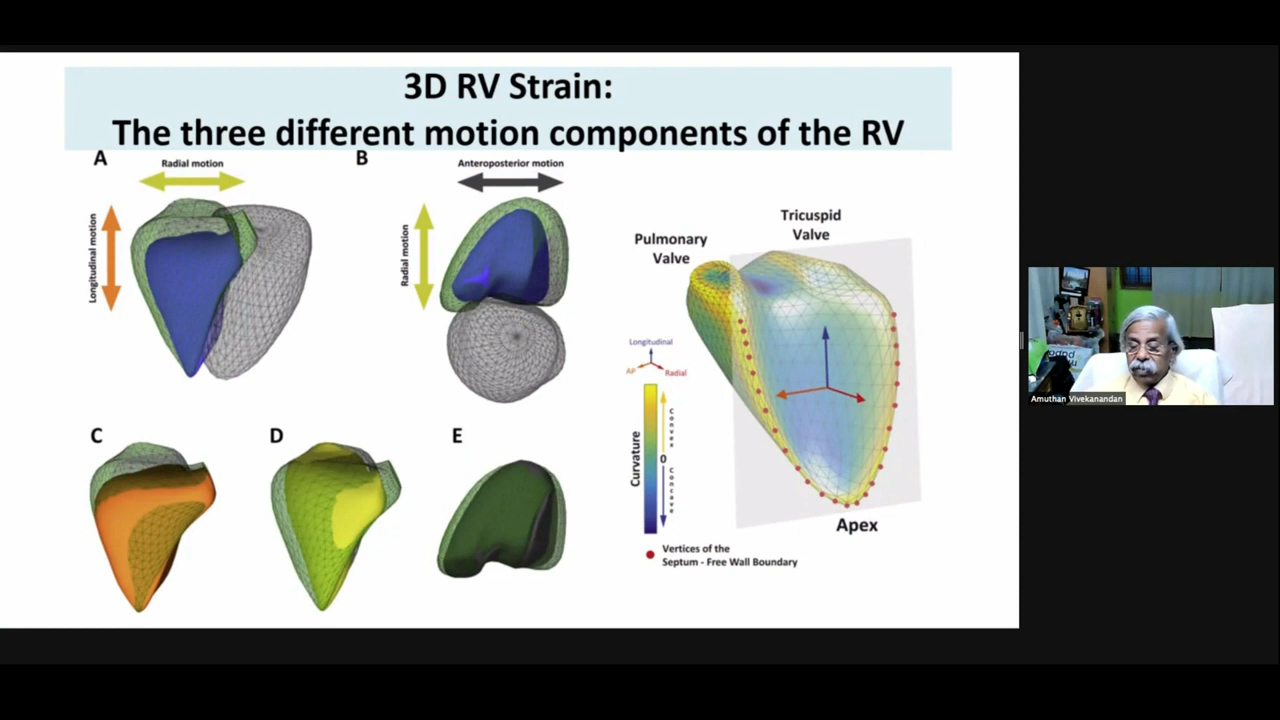 3D RV Strain:
The three different motion components of the RV
A
Radial motion
Longitudinal motion
B
Anteroposterior motion
Radial motion
C
D
E
Pulmonary
Valve
Tricuspid
Valve
Longitudinal
AP
Radial
Curvature
Convex
0
Concave
Apex
Vertices of the
Septum - Free Wall Boundary
Amuthan Vivekanandan